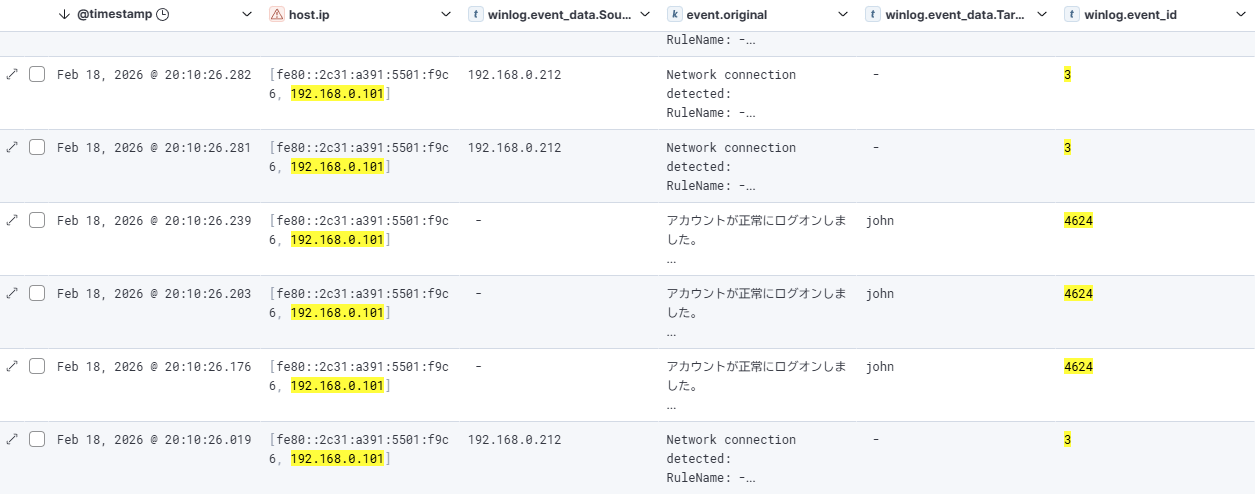 @timestamp host.ip winlog.event_data.Sou... event.original winlog.event_data.Tar... winlog.event_id
RuleName: -...
Feb 18, 2026 @ 20:10:26.282 [fe80::2c31:a391:5501:f9c 192.168.0.212 Network connection - 3
6, 192.168.0.101] detected:
RuleName: -...
Feb 18, 2026 @ 20:10:26.281 [fe80::2c31:a391:5501:f9c 192.168.0.212 Network connection - 3
6, 192.168.0.101] detected:
RuleName: -...
Feb 18, 2026 @ 20:10:26.239 [fe80::2c31:a391:5501:f9c - アカウントが正常にログオンしま john 4624
6, 192.168.0.101] した。
...
Feb 18, 2026 @ 20:10:26.203 [fe80::2c31:a391:5501:f9c - アカウントが正常にログオンしま john 4624
6, 192.168.0.101] した。
...
Feb 18, 2026 @ 20:10:26.176 [fe80::2c31:a391:5501:f9c - アカウントが正常にログオンしま john 4624
6, 192.168.0.101] した。
...
Feb 18, 2026 @ 20:10:26.019 [fe80::2c31:a391:5501:f9c 192.168.0.212 Network connection - 3
6, 192.168.0.101] detected:
RuleName: -...